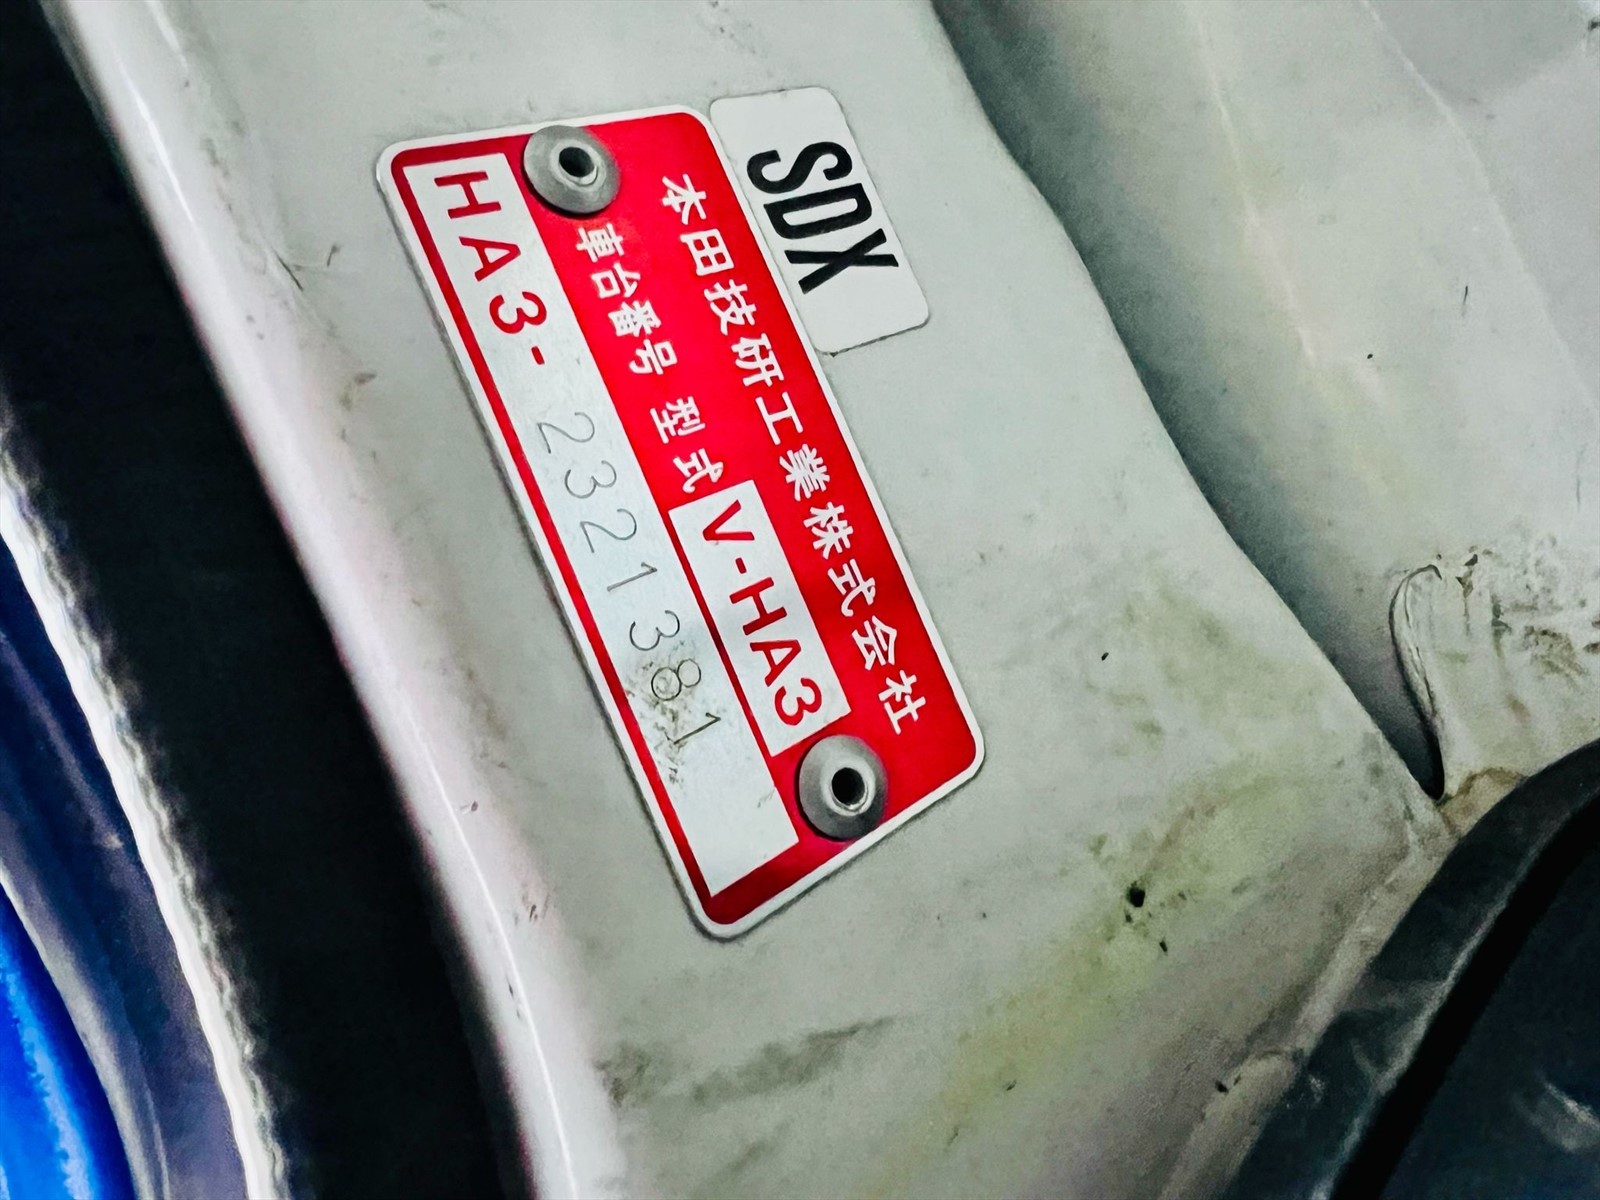 SDX
本田技研工業株式会社
車台番号 型式 V-HA3
HA3- 2321381